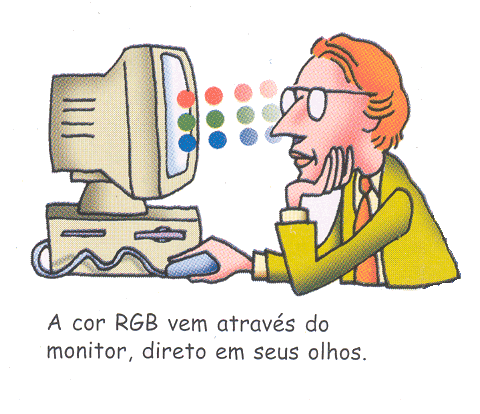 A cor RGB vem através do
monitor, direto em seus olhos.